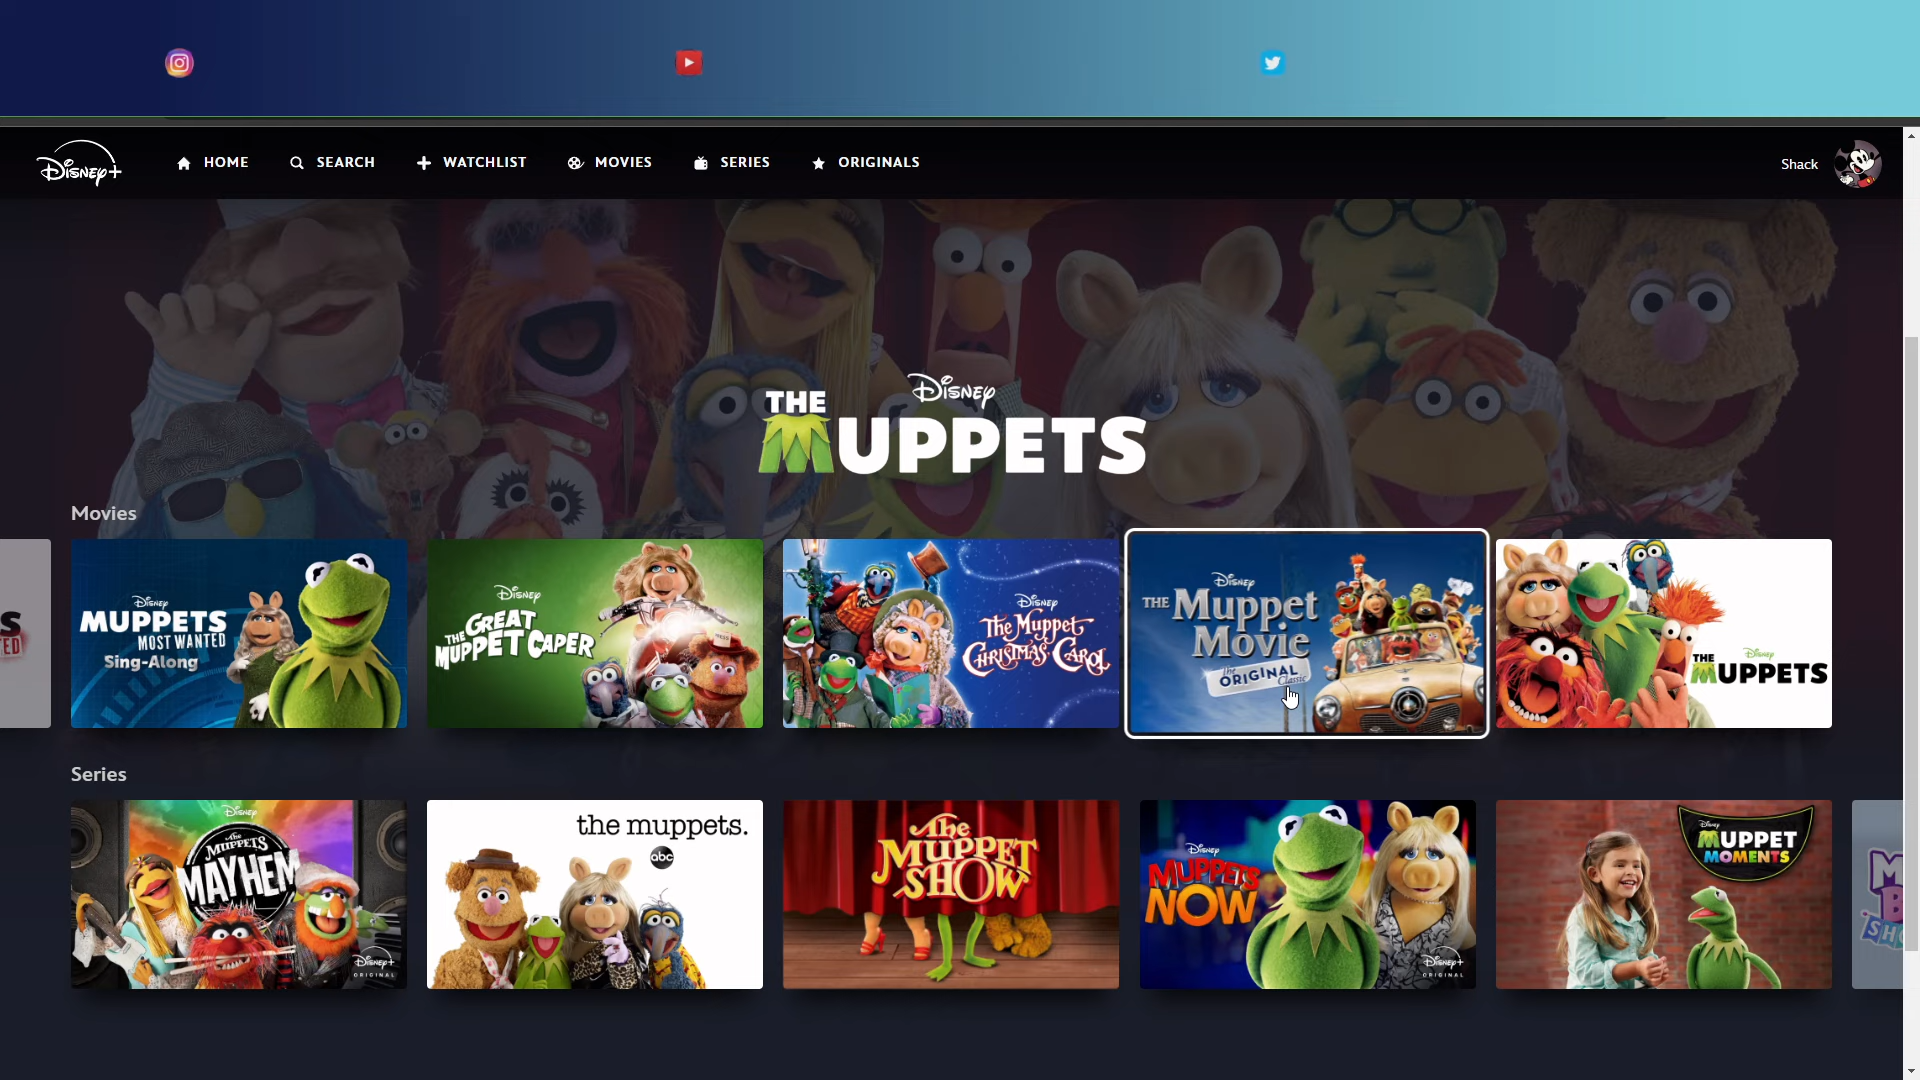 Disney+
HOME
SEARCH
WATCHLIST
MOVIES
SERIES
ORIGINALS
Shack
Disney
THE
MUPPETS
Movies
Disney
MUPPETS
MOST WANTED
Sing-Along
Disney
THE GREAT
MUPPET CAPER
Disney
The Muppet
CHRISTMAS CAROL
Disney
THE Muppet
Movie
The ORIGINAL Classic
Disney
THE MUPPETS
Series
Disney
The MUPPETS
MAYHEM
Disney+
ORIGINAL
the muppets.
abc
The
MUPPET
SHOW
Disney
MUPPETS
NOW
Disney+
ORIGINAL
Disney
MUPPET
MOMENTS